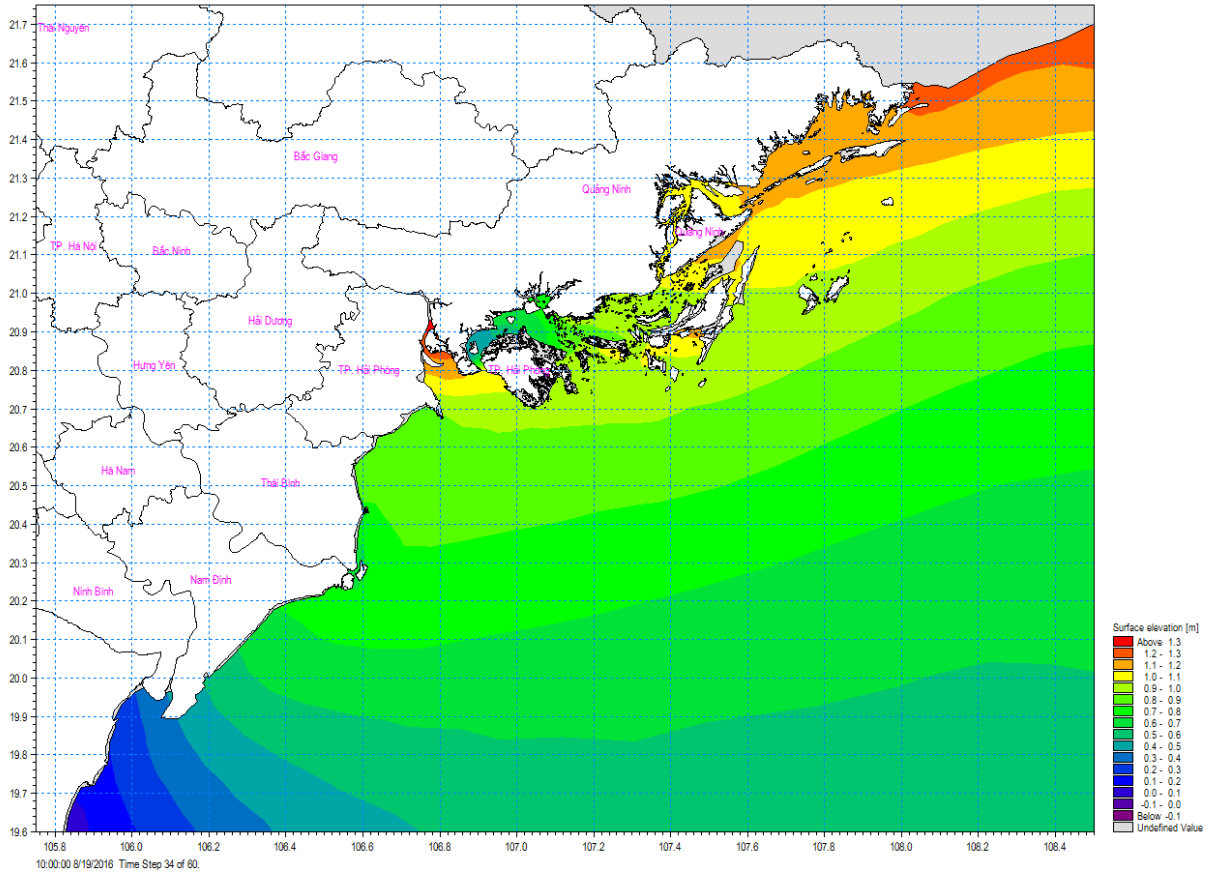 21.7
Thái Nguyên
21.6
21.5
21.4
Bắc Giang
21.3
Quảng Ninh
21.2
Quảng Ninh
TP. Hà Nội
Bắc Ninh
21.1
21.0
Hải Dương
20.9
Hưng Yên
TP. Hải Phòng
TP. Hải Phòng
20.8
20.7
20.6
Hà Nam
20.5
Thái Bình
20.4
20.3
Nam Định
Ninh Bình
20.2
20.1
20.0
19.9
19.8
19.7
19.6
105.8 106.0 106.2 106.4 106.6 106.8 107.0 107.2 107.4 107.6 107.8 108.0 108.2 108.4
10:00:00 8/19/2016 Time Step 34 of 60.
Surface elevation [m]
Above 1.3
1.2 - 1.3
1.1 - 1.2
1.0 - 1.1
0.9 - 1.0
0.8 - 0.9
0.7 - 0.8
0.6 - 0.7
0.5 - 0.6
0.4 - 0.5
0.3 - 0.4
0.2 - 0.3
0.1 - 0.2
0.0 - 0.1
-0.1 - 0.0
Below -0.1
Undefined Value